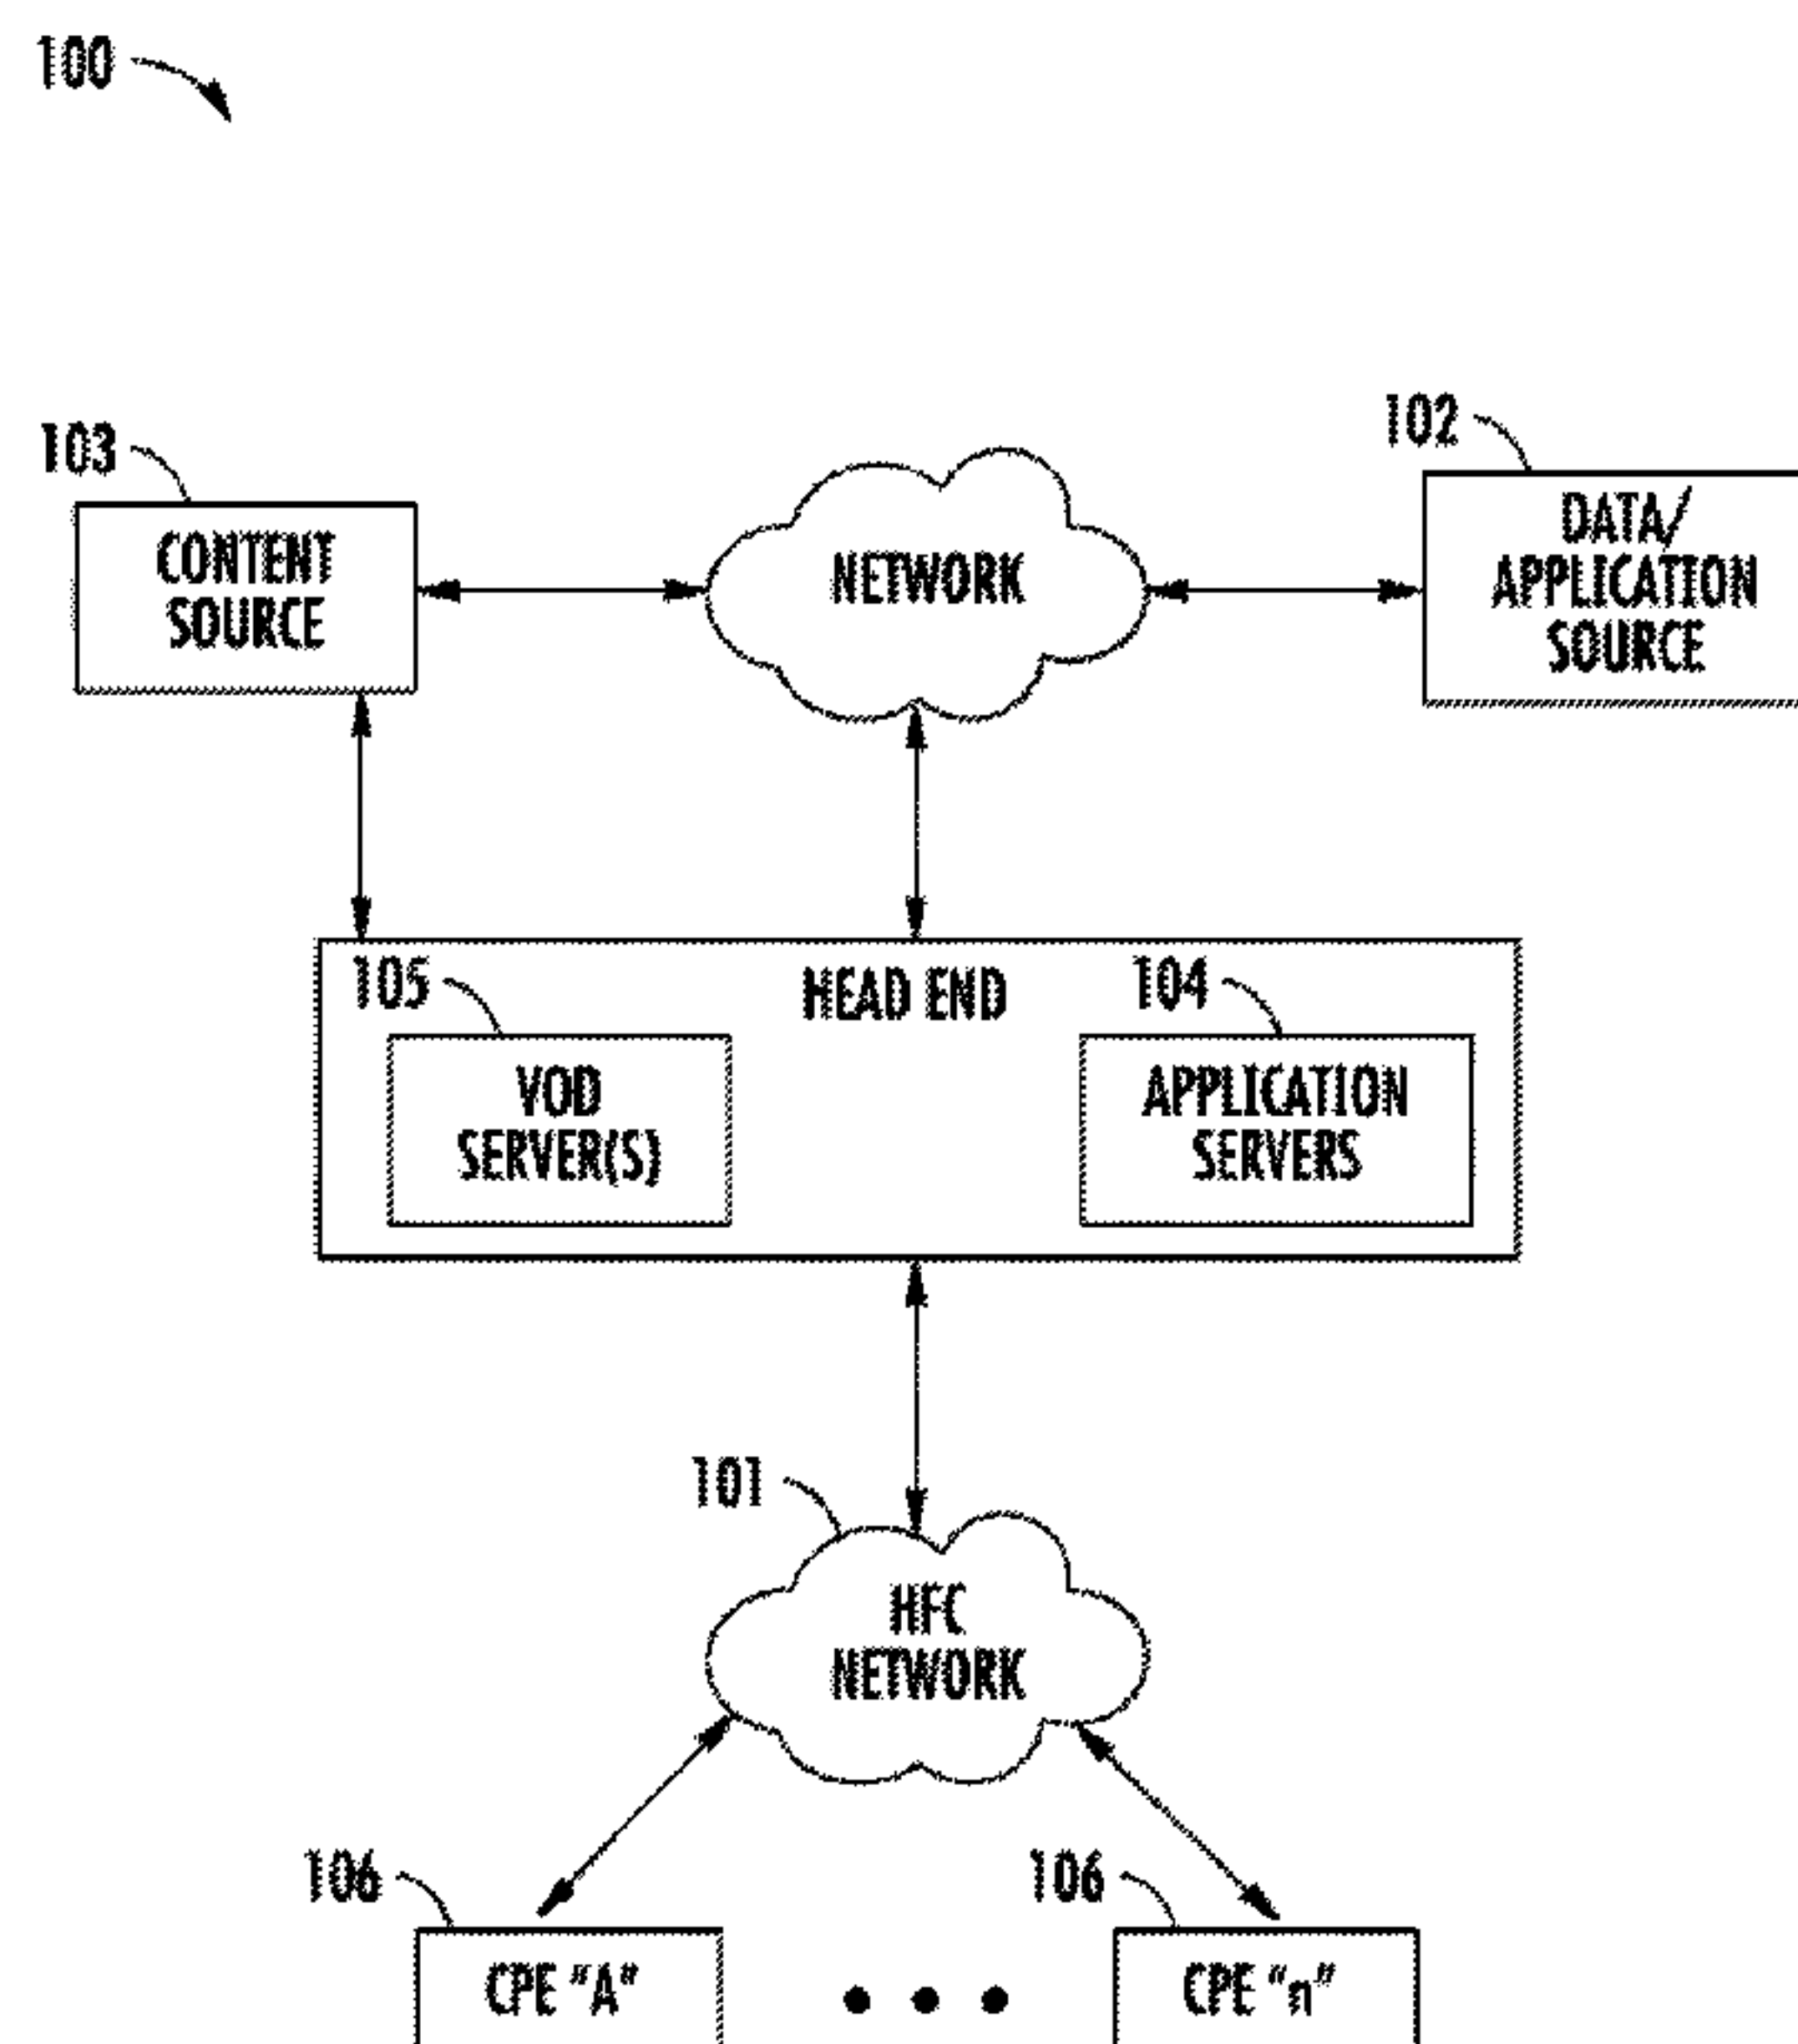 100
103
102
CONTENT
SOURCE
NETWORK
DATA/
APPLICATION
SOURCE
105
HEAD END
104
VOD
SERVER(S)
APPLICATION
SERVERS
101
HFC
NETWORK
106
106
CPE "A"
CPE "n"